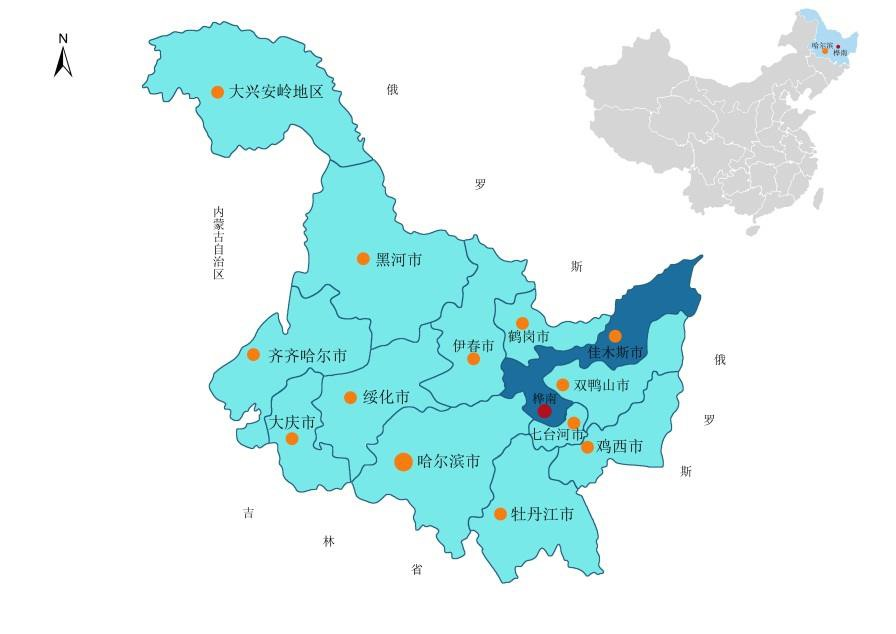 N
哈尔滨
桦南
大兴安岭地区
俄
罗
斯
内蒙古自治区
黑河市
鹤岗市
伊春市
佳木斯市
齐齐哈尔市
俄
罗
斯
双鸭山市
绥化市
桦南
大庆市
七台河市
鸡西市
哈尔滨市
牡丹江市
吉
林
省